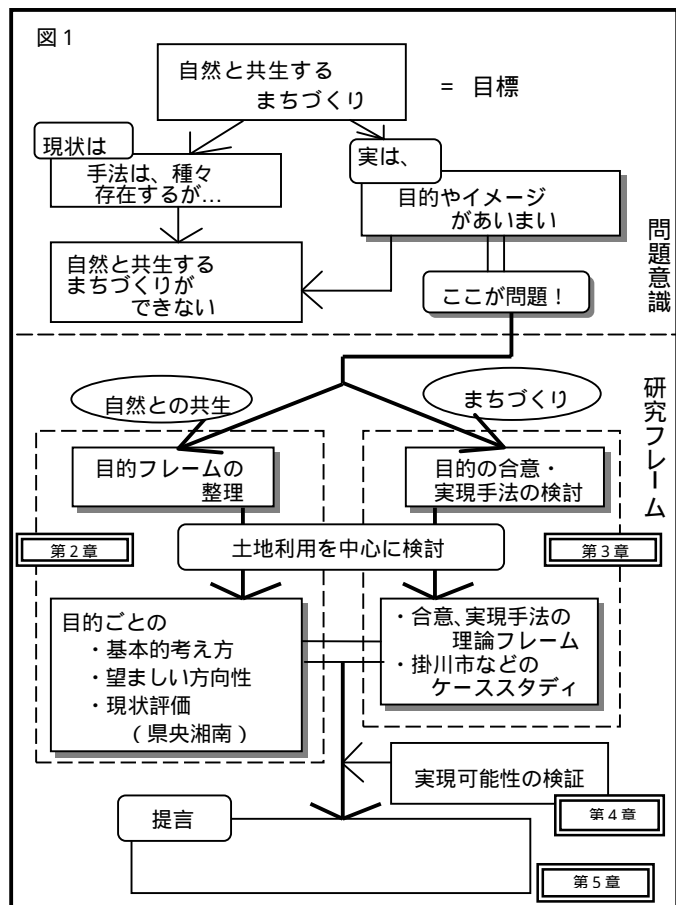 図1
自然と共生する
まちづくり
= 目標
現状は
手法は、種々
存在するが…
実は、
目的やイメージ
があいまい
自然と共生する
まちづくりが
できない
ここが問題!
問題意識
自然との共生
まちづくり
研究フレーム
目的フレームの
整理
目的の合意・
実現手法の検討
第2章
土地利用を中心に検討
第3章
目的ごとの
・基本的考え方
・望ましい方向性
・現状評価
(県央湘南)
・合意、実現手法の
理論フレーム
・掛川市などの
ケーススタディ
実現可能性の検証
第4章
提言
第5章